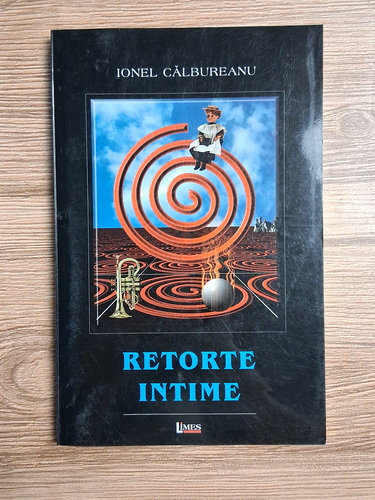 IONEL CĂLBUREANU
RETORTE
INTIME
LIMES